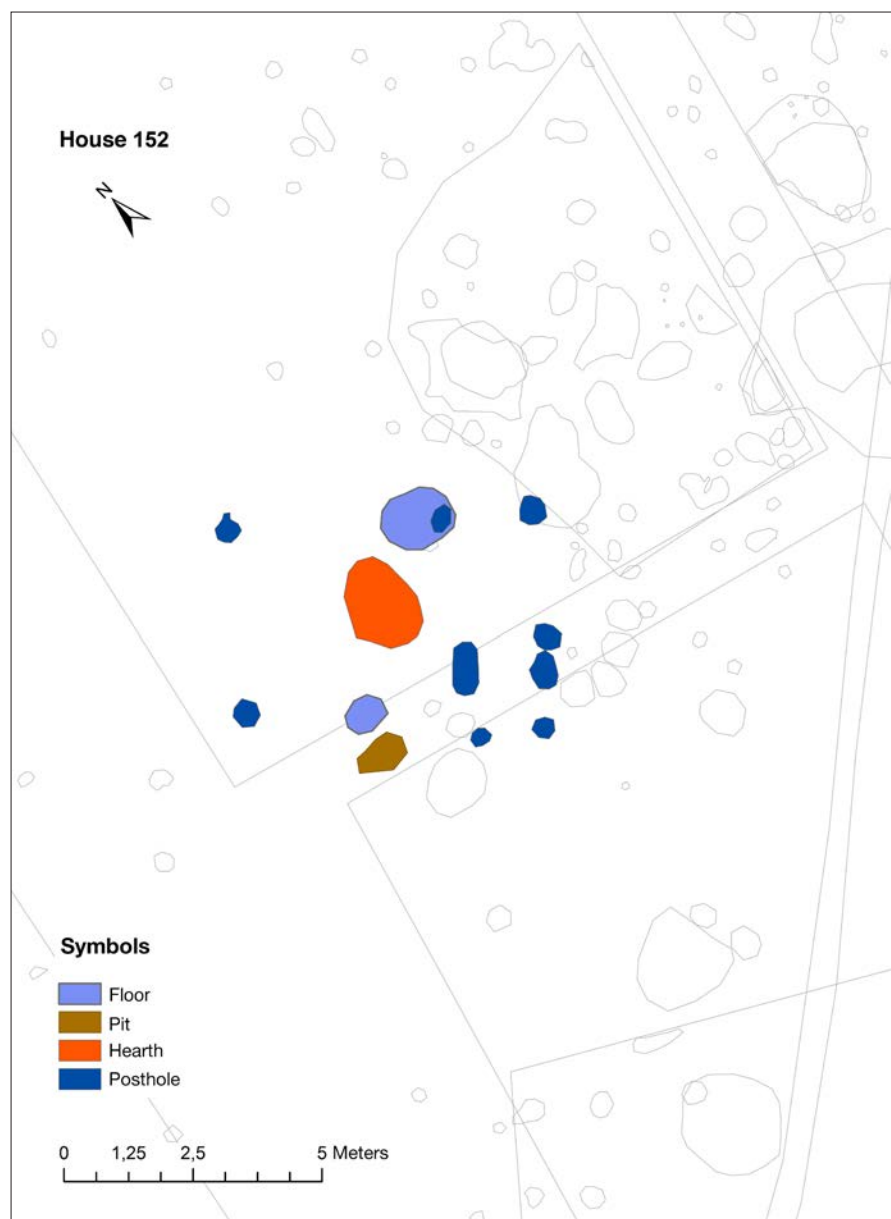 House 152
N
Symbols
Floor
Pit
Hearth
Posthole
0 1,25 2,5 5 Meters